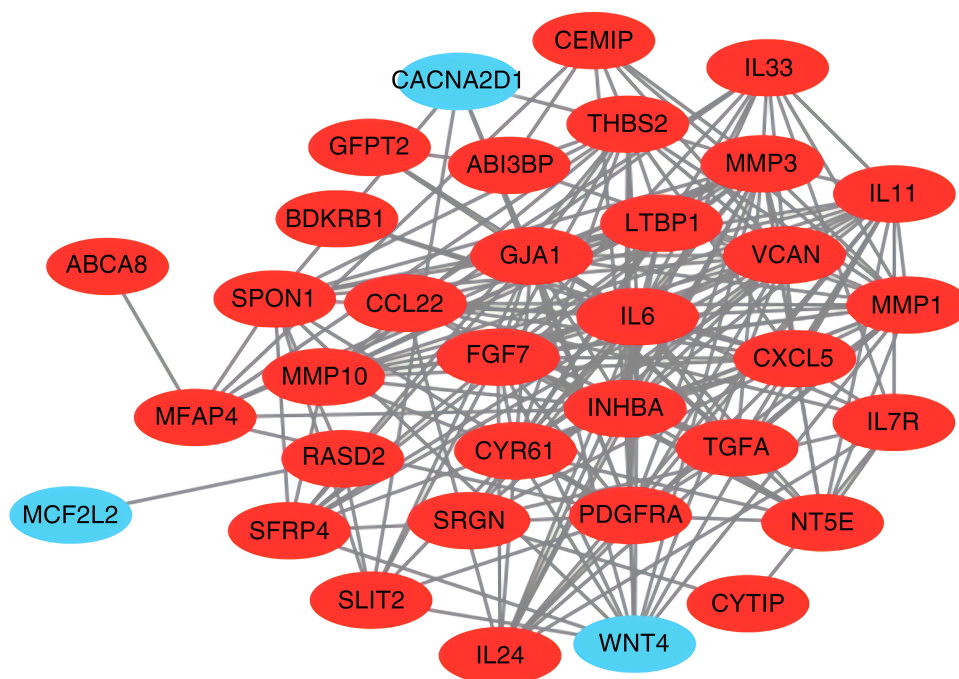 CEMIP
IL33
CACNA2D1
THBS2
GFPT2
ABI3BP
MMP3
IL11
BDKRB1
LTBP1
ABCA8
GJA1
VCAN
SPON1
CCL22
IL6
MMP1
MMP10
FGF7
CXCL5
MFAP4
INHBA
IL7R
RASD2
CYR61
TGFA
MCF2L2
SFRP4
SRGN
PDGFRA
NT5E
SLIT2
CYTIP
IL24
WNT4